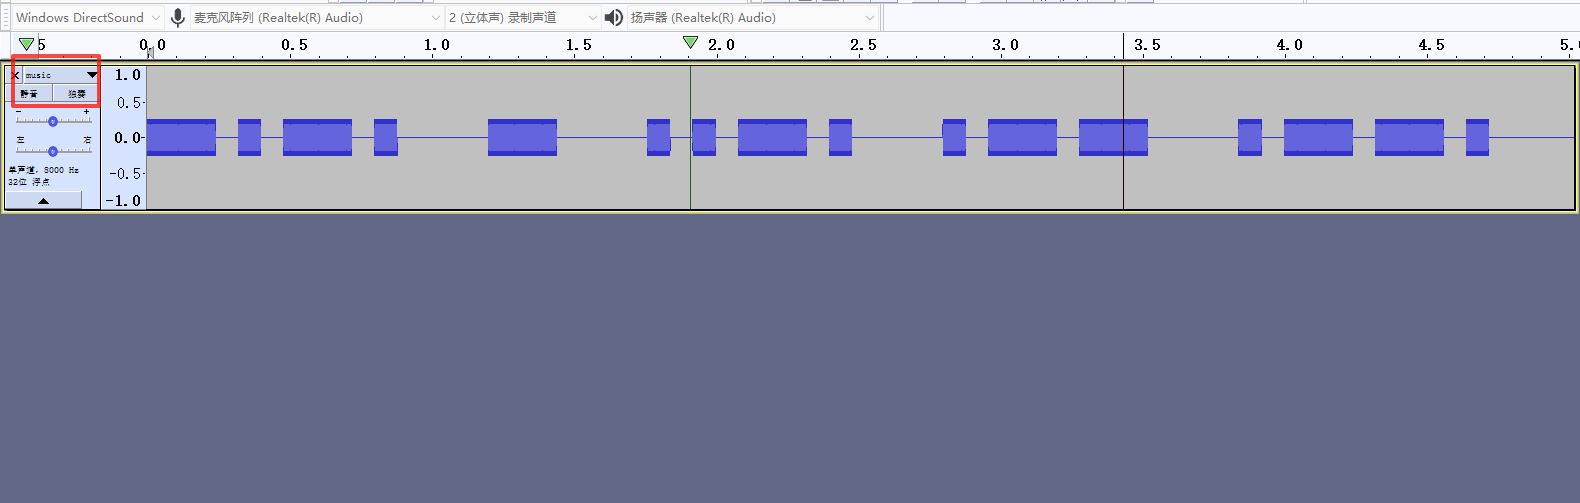 Windows DirectSound 麦克风阵列 (Realtek(R) Audio) 2 (立体声) 录制声道 扬声器 (Realtek(R) Audio)
5 0.0 0.5 1.0 1.5 2.0 2.5 3.0 3.5 4.0 4.5 5.
× music 1.0
静音 独奏 0.5
- +
0.0
左 右
单声道, 8000 Hz -0.5
32位 浮点
-1.0